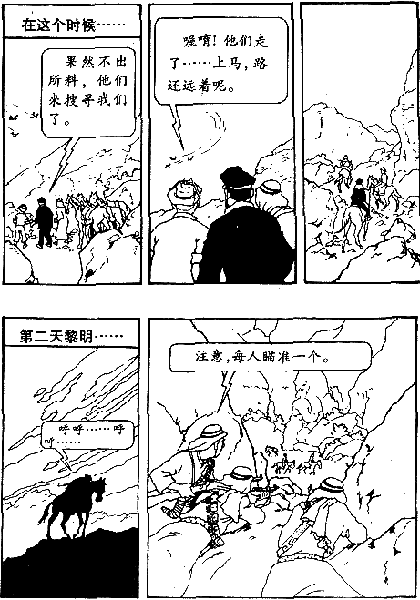 在这个时候……
果然不出
所料，他们
来搜寻我们
了。
嘿唷！他们走
了……上马，路
还远着呢。
第二天黎明……
呼呼……呼
呼……
注意，每人瞄准一个。